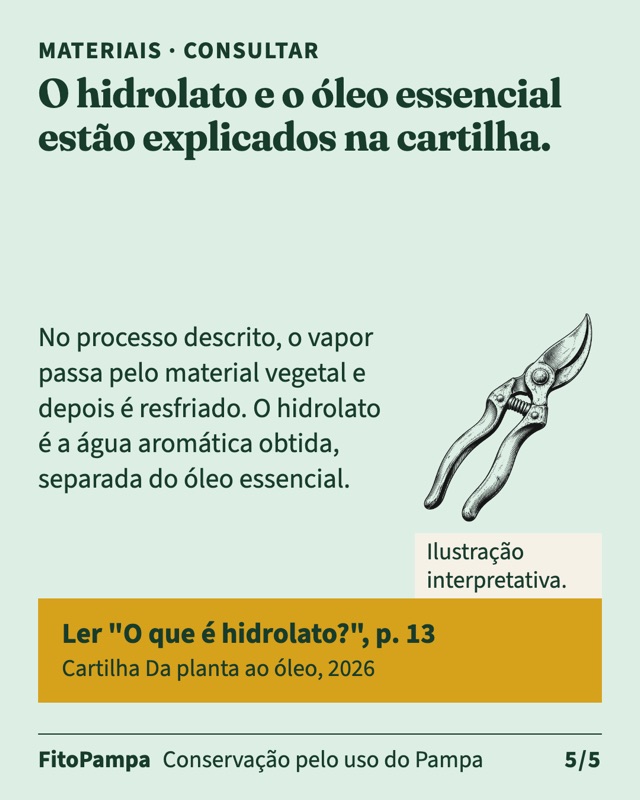 MATERIAIS · CONSULTAR
O hidrolato e o óleo essencial
estão explicados na cartilha.
No processo descrito, o vapor
passa pelo material vegetal e
depois é resfriado. O hidrolato
é a água aromática obtida,
separada do óleo essencial.
Ilustração
interpretativa.
Ler "O que é hidrolato?", p. 13
Cartilha Da planta ao óleo, 2026
FitoPampa Conservação pelo uso do Pampa 5/5